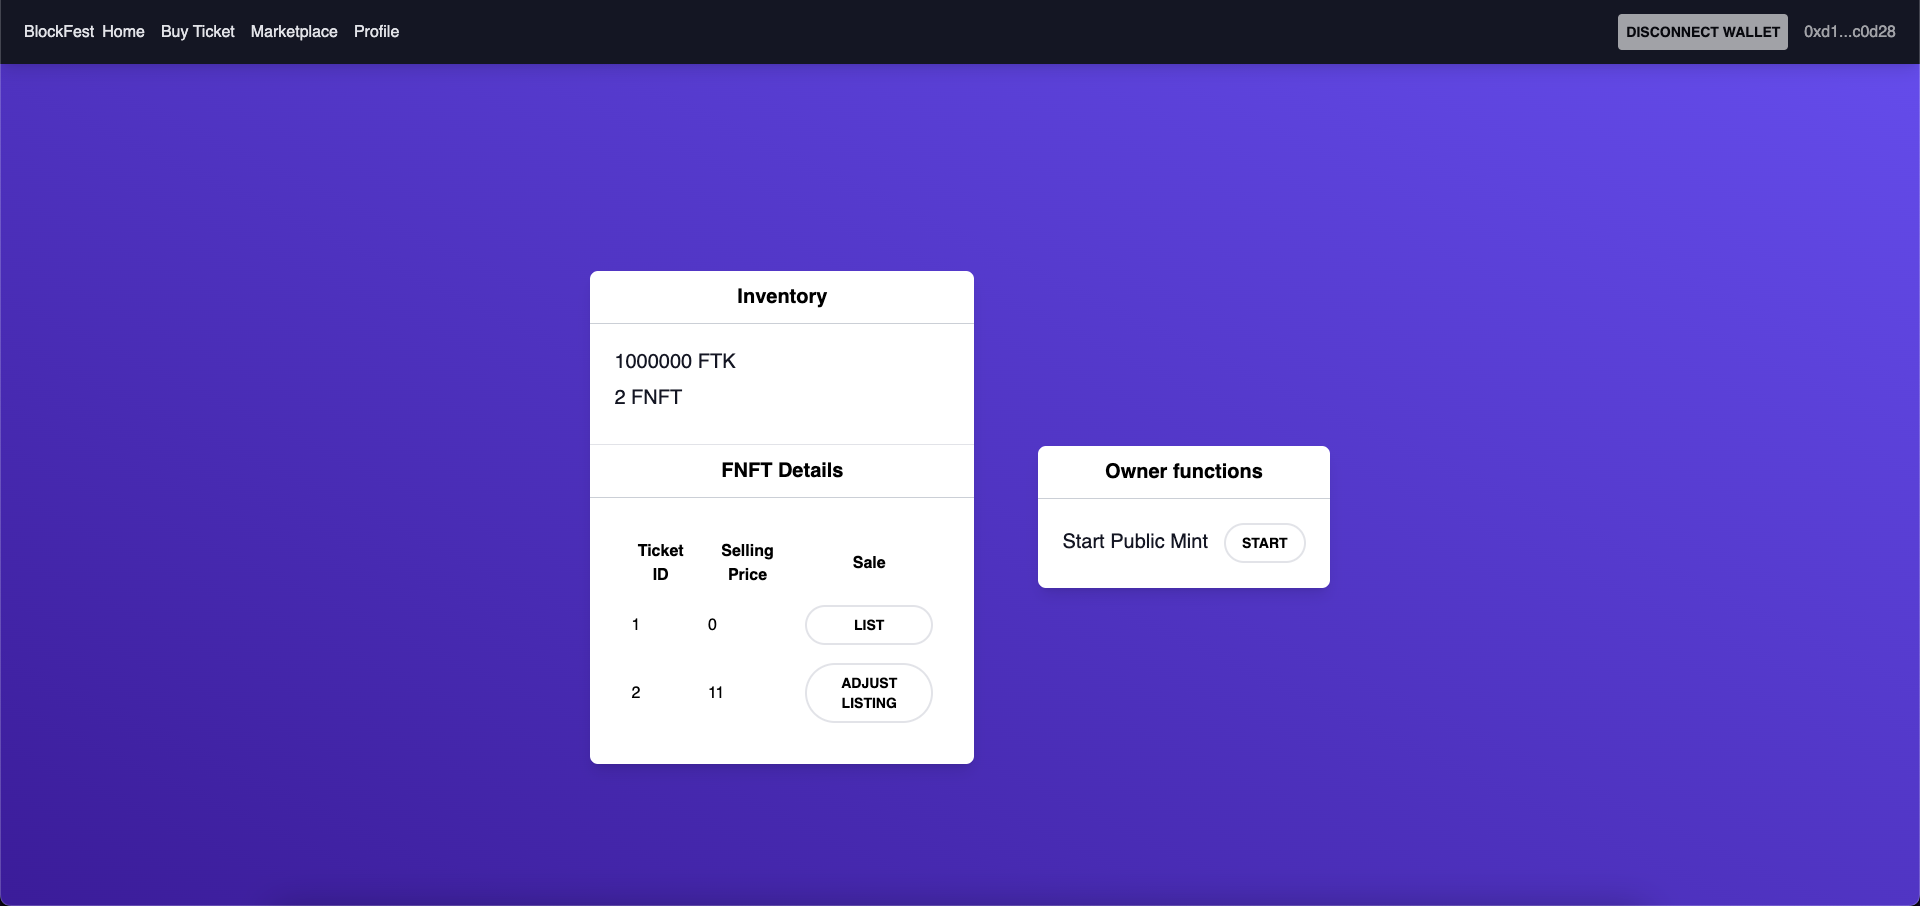 BlockFest Home Buy Ticket Marketplace Profile DISCONNECT WALLET 0xd1...c0d28
Inventory
1000000 FTK
2 FNFT
FNFT Details
Ticket ID Selling Price Sale
1 0 LIST
2 11 ADJUST LISTING
Owner functions
Start Public Mint START